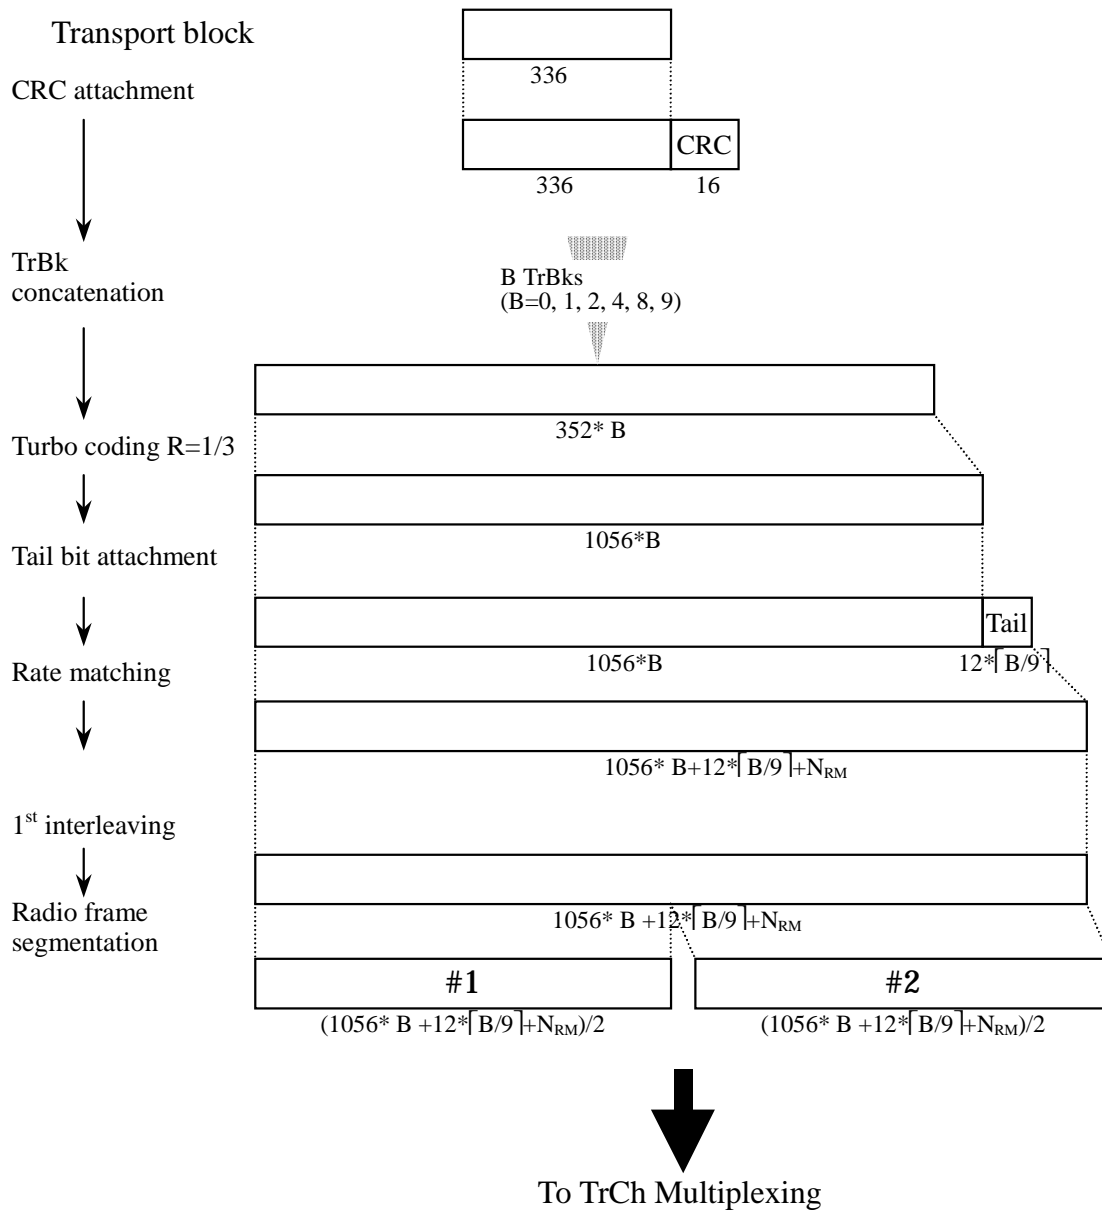 Transport block
336
CRC attachment
CRC
336 16
TrBk
concatenation
B TrBks
(B=0, 1, 2, 4, 8, 9)
352* B
Turbo coding R=1/3
1056*B
Tail bit attachment
Tail
1056*B 12*⌈B/9⌉
Rate matching
1056* B+12*⌈B/9⌉+N_RM
1st interleaving
Radio frame
segmentation
1056* B +12*⌈B/9⌉+N_RM
#1 #2
(1056* B +12*⌈B/9⌉+N_RM)/2 (1056* B +12*⌈B/9⌉+N_RM)/2
To TrCh Multiplexing